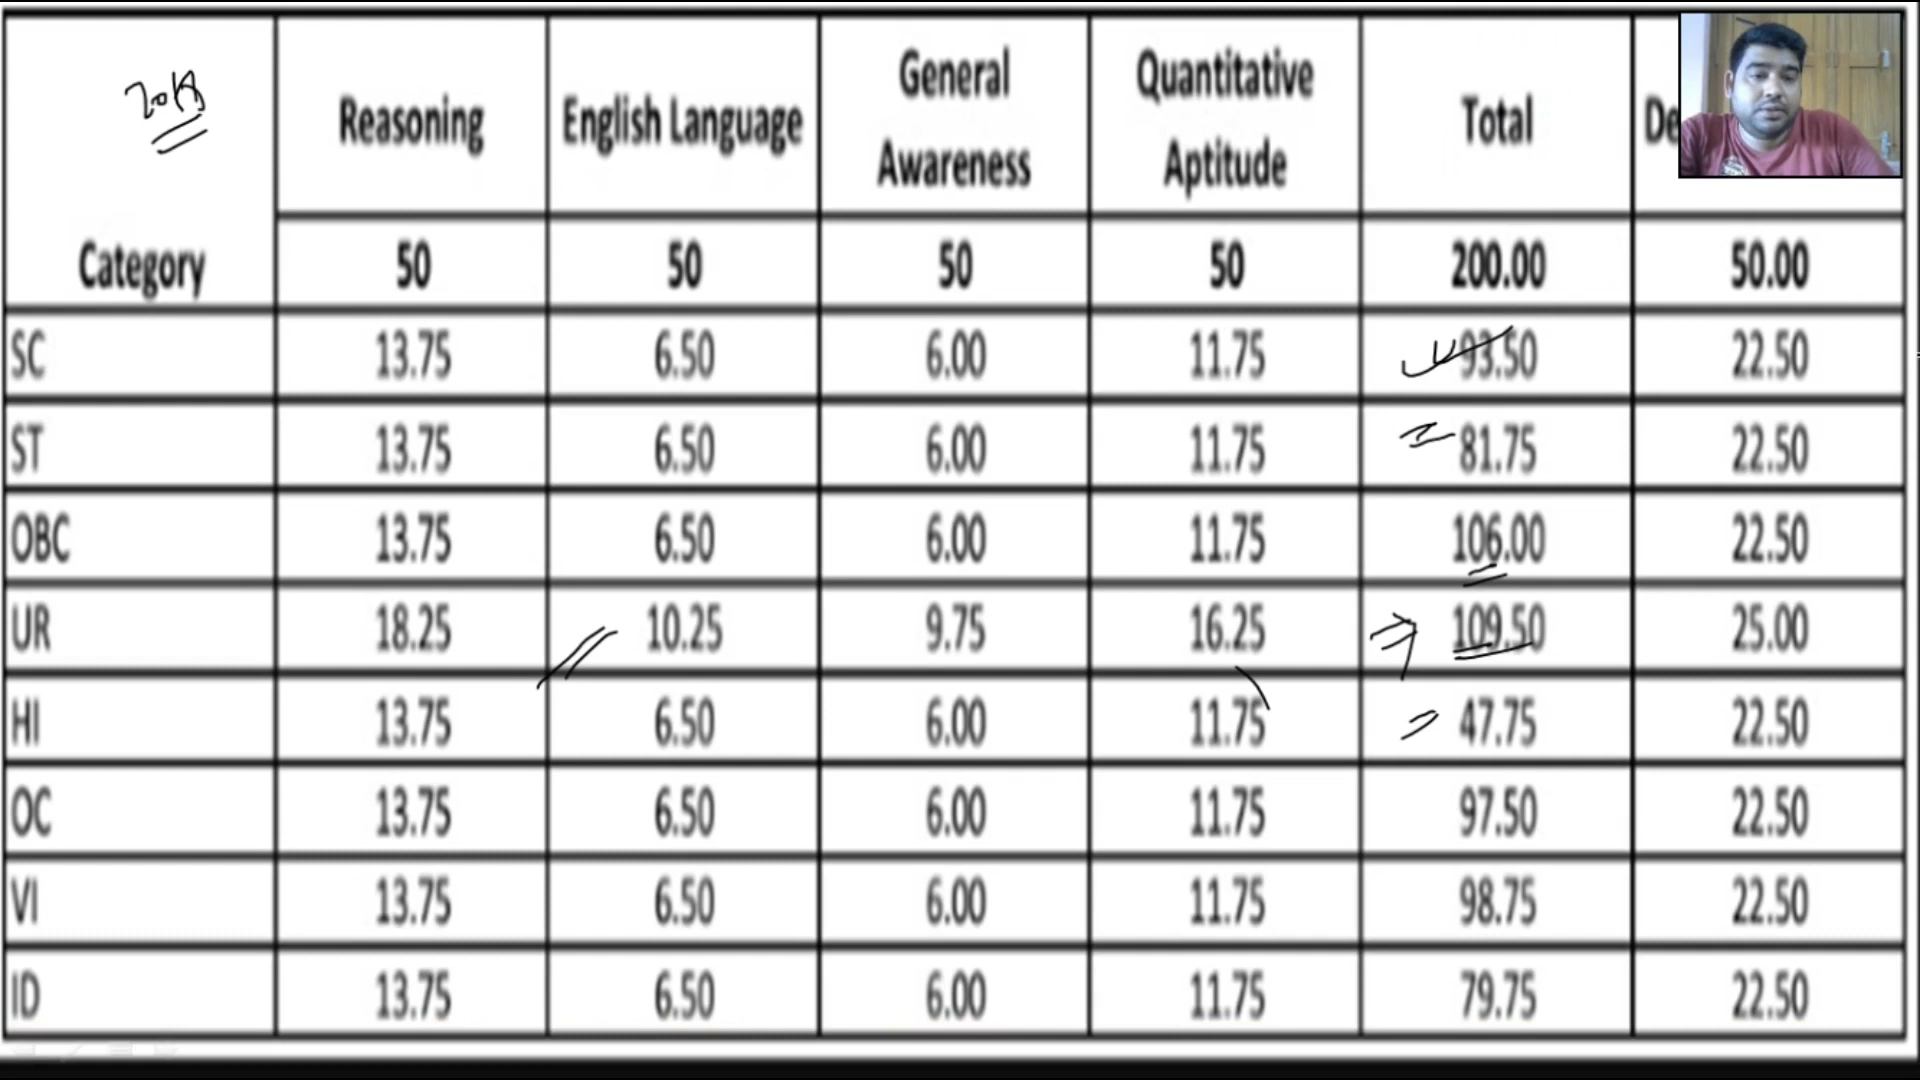 Reasoning English Language General Awareness Quantitative Aptitude Total De
Category 50 50 50 50 200.00 50.00
SC 13.75 6.50 6.00 11.75 93.50 22.50
ST 13.75 6.50 6.00 11.75 81.75 22.50
OBC 13.75 6.50 6.00 11.75 106.00 22.50
UR 18.25 10.25 9.75 16.25 109.50 25.00
HI 13.75 6.50 6.00 11.75 47.75 22.50
OC 13.75 6.50 6.00 11.75 97.50 22.50
VI 13.75 6.50 6.00 11.75 98.75 22.50
ID 13.75 6.50 6.00 11.75 79.75 22.50